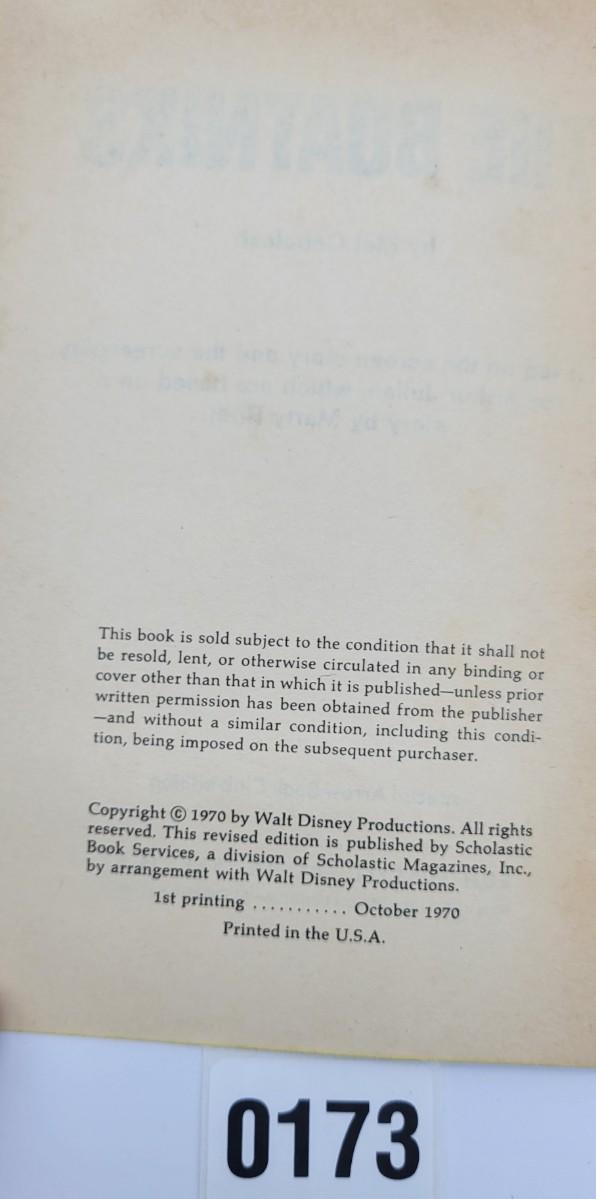 This book is sold subject to the condition that it shall not
be resold, lent, or otherwise circulated in any binding or
cover other than that in which it is published—unless prior
written permission has been obtained from the publisher
—and without a similar condition, including this condi-
tion, being imposed on the subsequent purchaser.
Copyright © 1970 by Walt Disney Productions. All rights
reserved. This revised edition is published by Scholastic
Book Services, a division of Scholastic Magazines, Inc.,
by arrangement with Walt Disney Productions.
1st printing ........... October 1970
Printed in the U.S.A.
0173